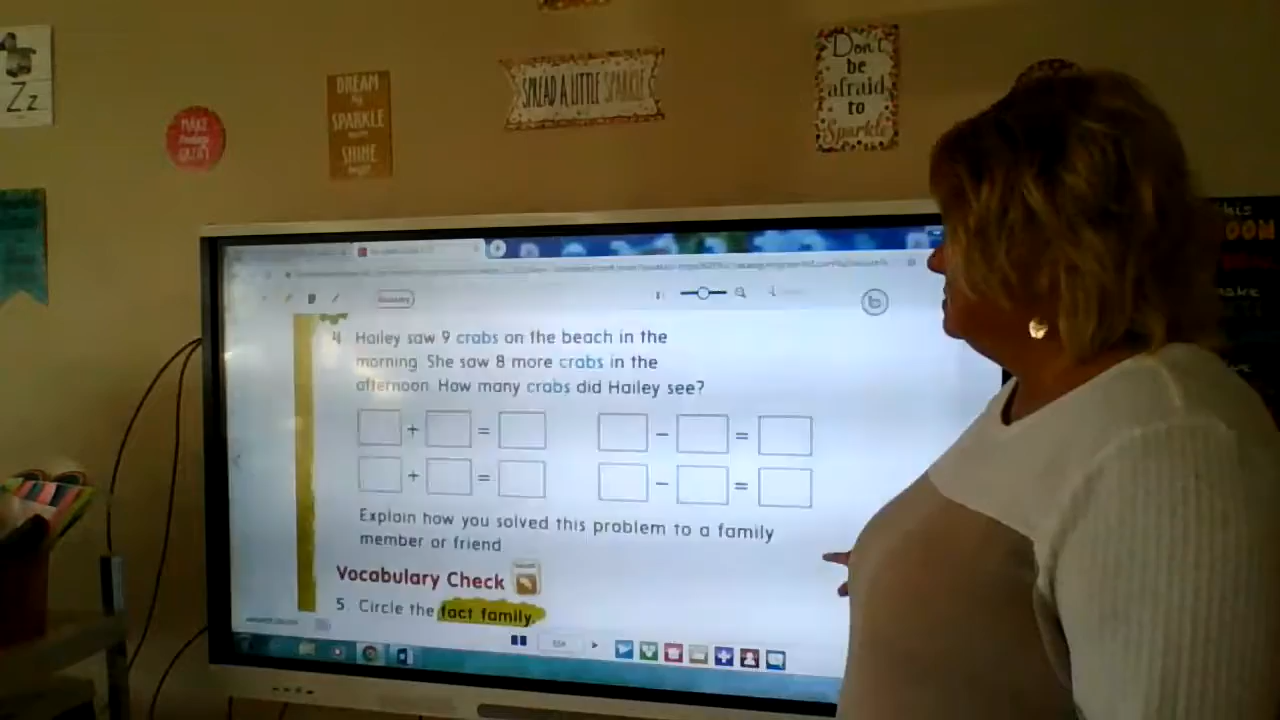 Zz
MAKE
GREAT
DREAM
SPARKLE
SHINE
SPREAD A LITTLE SPARKLE
Don't
be
afraid
to
Sparkle
4 Hailey saw 9 crabs on the beach in the
morning. She saw 8 more crabs in the
afternoon. How many crabs did Hailey see?
+ = - =
+ = - =
Explain how you solved this problem to a family
member or friend.
Vocabulary Check
5. Circle the fact family.